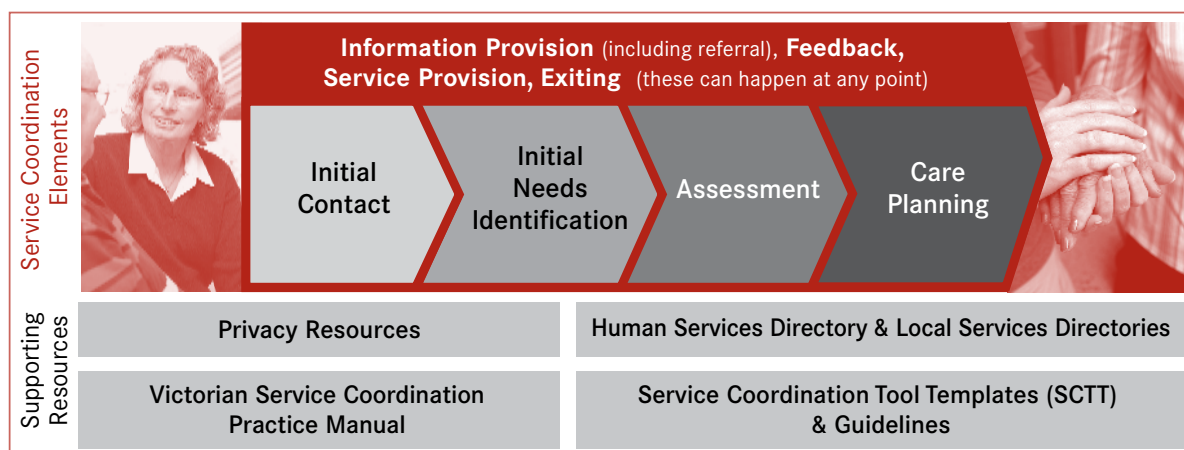 Service Coordination
Elements
Information Provision (including referral), Feedback,
Service Provision, Exiting (these can happen at any point)
Initial
Contact
Initial
Needs
Identification
Assessment
Care
Planning
Supporting
Resources
Privacy Resources
Human Services Directory & Local Services Directories
Victorian Service Coordination
Practice Manual
Service Coordination Tool Templates (SCTT)
& Guidelines